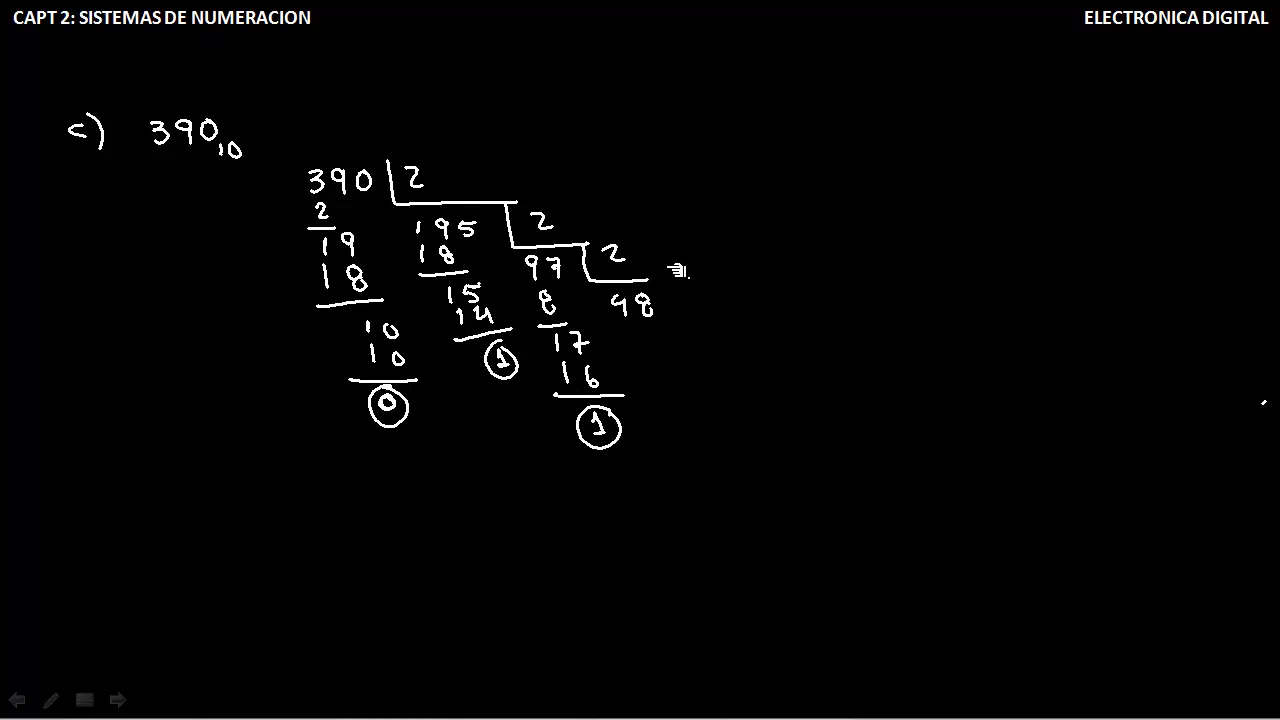 CAPT 2: SISTEMAS DE NUMERACION
ELECTRONICA DIGITAL
c) 390₁₀
390 2
2 195 2
19 18 97 2
18 15 8 98
10 14 17
10 1 16
0 1